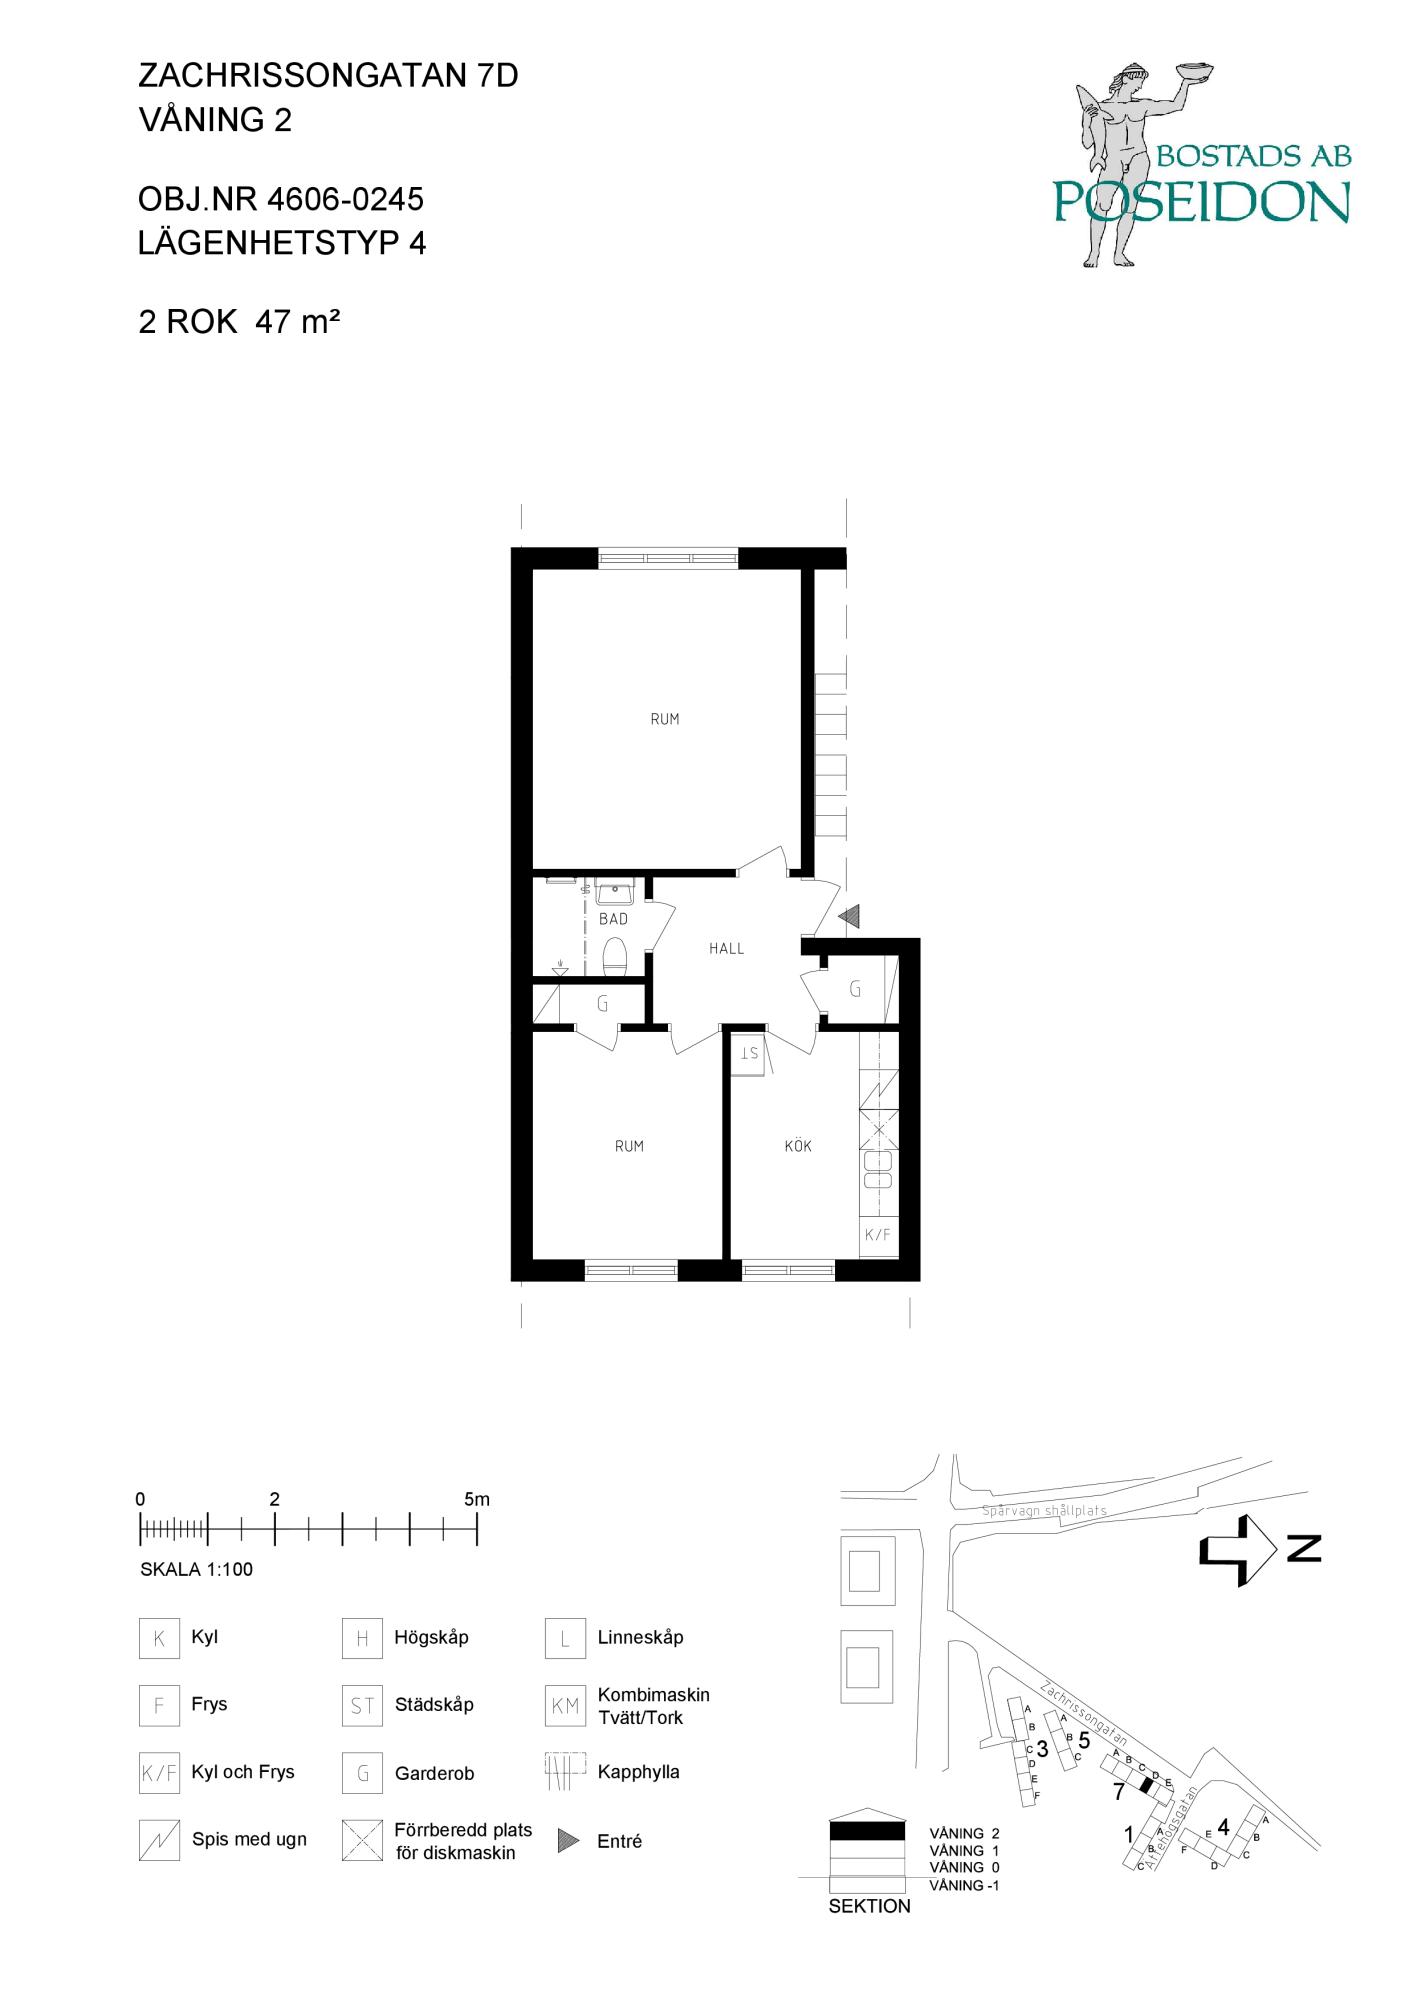 ZACHRISSONGATAN 7D
VÅNING 2
OBJ.NR 4606-0245
LÄGENHETSTYP 4
2 ROK 47 m²
BOSTADS AB
POSEIDON
RUM
BAD
HALL
G
G
ST
RUM
KÖK
K/F
0 2 5m
SKALA 1:100
K Kyl
H Högskåp
L Linneskåp
F Frys
ST Städskåp
KM Kombimaskin
Tvätt/Tork
K/F Kyl och Frys
G Garderob
Kapphylla
Spis med ugn
Förrberedd plats
för diskmaskin
Entré
Spårvagn shållplats
N
Zachrissongatan
A
B
C
D
E
F
3
A
B
C
5
A B C D E
7
1
A
B
C
Ättehögsgatan
4
A
B
C
D
E
F
VÅNING 2
VÅNING 1
VÅNING 0
VÅNING -1
SEKTION